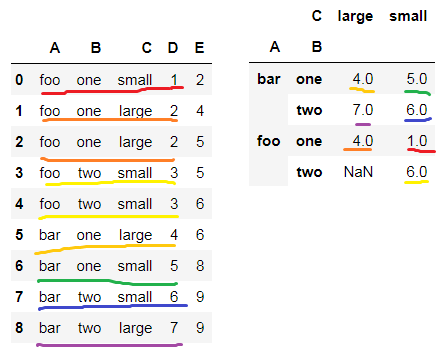 A B C D E
0 foo one small 1 2
1 foo one large 2 4
2 foo one large 2 5
3 foo two small 3 5
4 foo two small 3 6
5 bar one large 4 6
6 bar one small 5 8
7 bar two small 6 9
8 bar two large 7 9
C large small
A B
bar one 4.0 5.0
two 7.0 6.0
foo one 4.0 1.0
two NaN 6.0